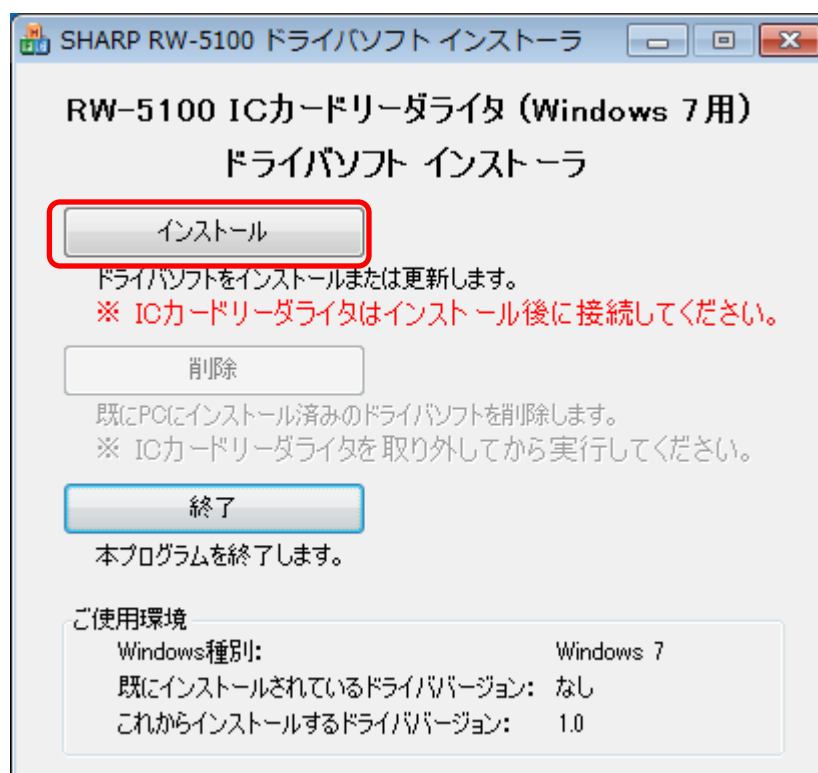 SHARP RW-5100 ドライバソフト インストーラ
RW-5100 ICカードリーダライタ (Windows 7用)
ドライバソフト インストーラ
インストール
ドライバソフトをインストールまたは更新します。
※ ICカードリーダライタはインストール後に接続してください。
削除
既にPCにインストール済みのドライバソフトを削除します。
※ ICカードリーダライタを取り外してから実行してください。
終了
本プログラムを終了します。
ご使用環境
Windows種別: Windows 7
既にインストールされているドライババージョン: なし
これからインストールするドライババージョン: 1.0